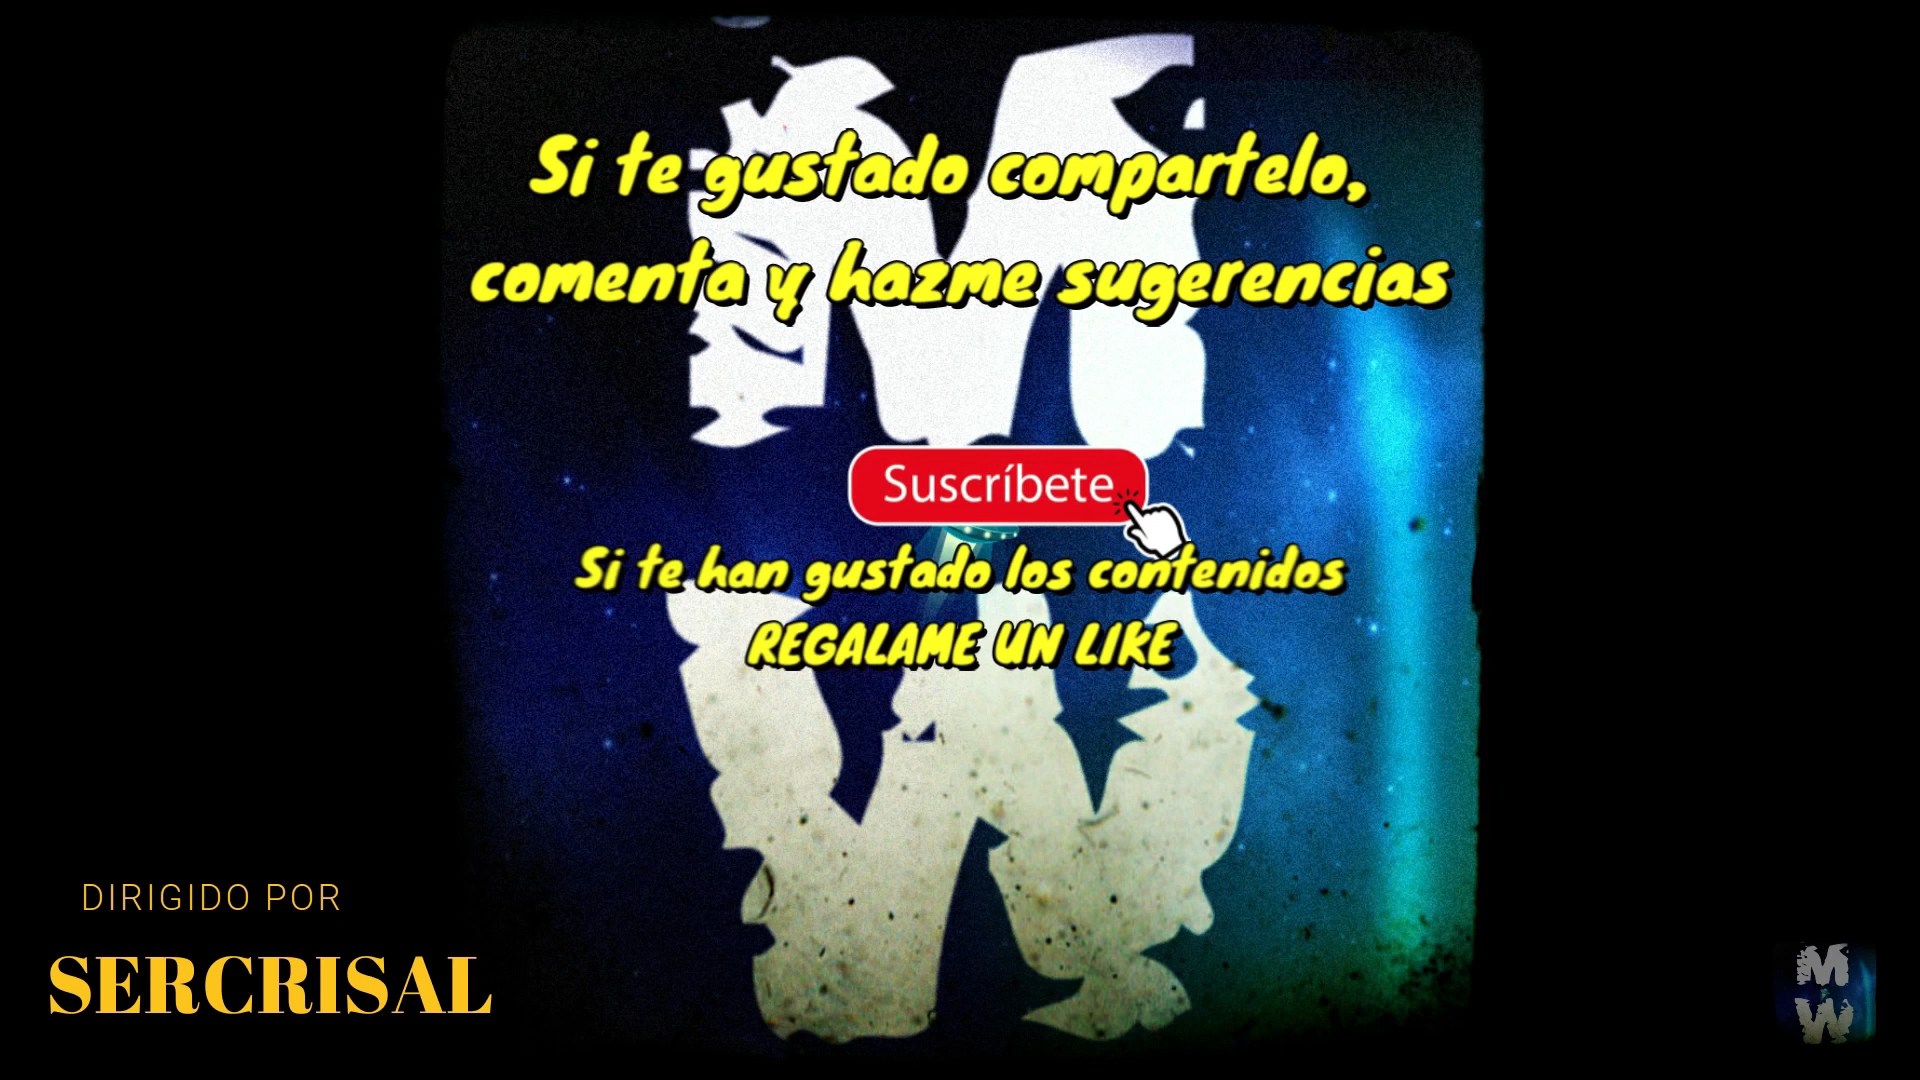 M
Si te gustado compartelo,
comenta y hazme sugerencias
Suscríbete
Si te han gustado los contenidos
REGALAME UN LIKE
W
DIRIGIDO POR
SERCRISAL
M
W